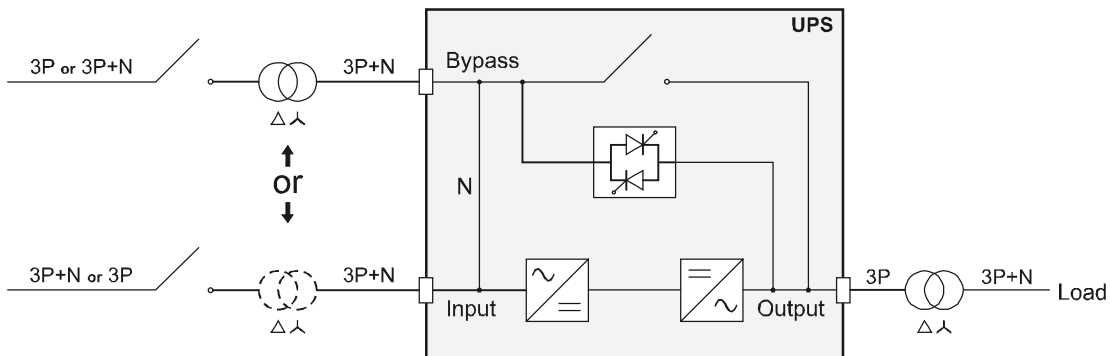 UPS
3P or 3P+N
3P+N
Bypass
or
N
3P+N or 3P
3P+N
Input
Output
3P
3P+N
Load